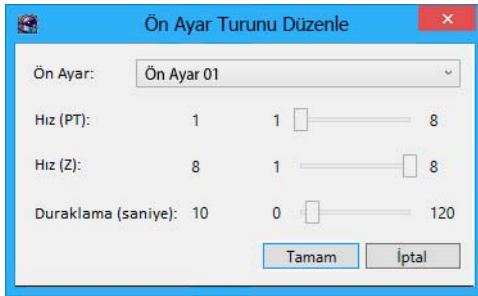 Ön Ayar Turunu Düzenle
Ön Ayar: Ön Ayar 01
Hız (PT): 1 1 8
Hız (Z): 8 1 8
Duraklama (saniye): 10 0 120
Tamam İptal